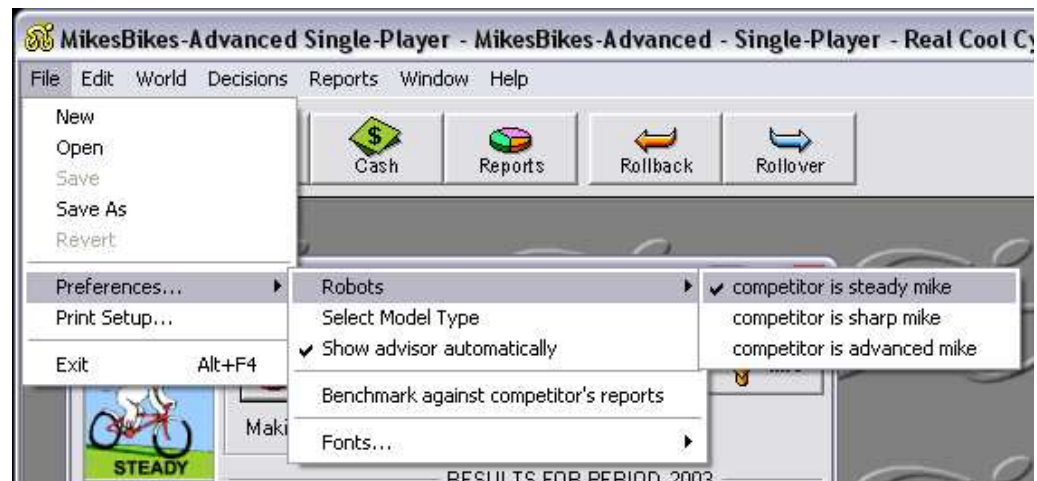 MikesBikes-Advanced Single-Player - MikesBikes-Advanced - Single-Player - Real Cool Cy
File Edit World Decisions Reports Window Help
New
Open
Save
Save As
Revert
Preferences...
Print Setup...
Exit Alt+F4
Cash
Reports
Rollback
Rollover
Robots
Select Model Type
Show advisor automatically
Benchmark against competitor's reports
Fonts...
competitor is steady mike
competitor is sharp mike
competitor is advanced mike
Maki
STEADY
RESULTS FOR PERIOD 2003